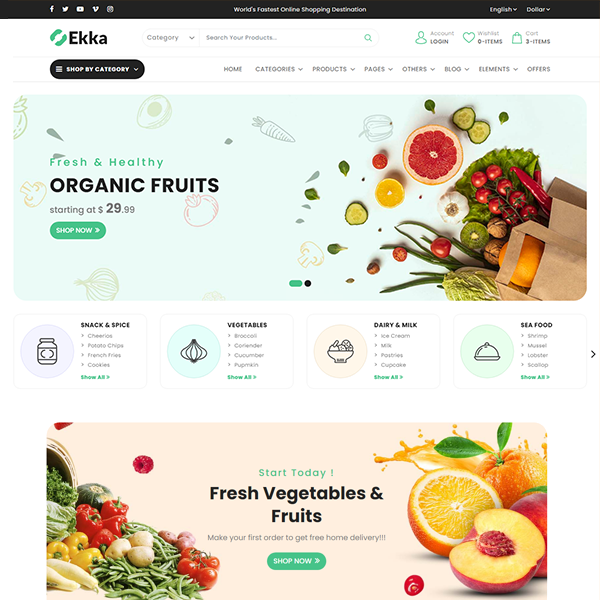 World's Fastest Online Shopping Destination
English
Dollar
Ekka
Category
Search Your Products...
Account
LOGIN
Wishlist
0-ITEMS
Cart
3-ITEMS
SHOP BY CATEGORY
HOME
CATEGORIES
PRODUCTS
PAGES
OTHERS
BLOG
ELEMENTS
OFFERS
Fresh & Healthy
ORGANIC FRUITS
starting at $ 29.99
SHOP NOW
SNACK & SPICE
Cheerios
Potato Chips
French Fries
Cookies
Show All
VEGETABLES
Broccoli
Coriender
Cucumber
Pupmkin
Show All
DAIRY & MILK
Ice Cream
Milk
Pastries
Cupcake
Show All
SEA FOOD
Shrimp
Mussel
Lobster
Scallop
Show All
Start Today !
Fresh Vegetables &
Fruits
Make your first order to get free home delivery!!!
SHOP NOW